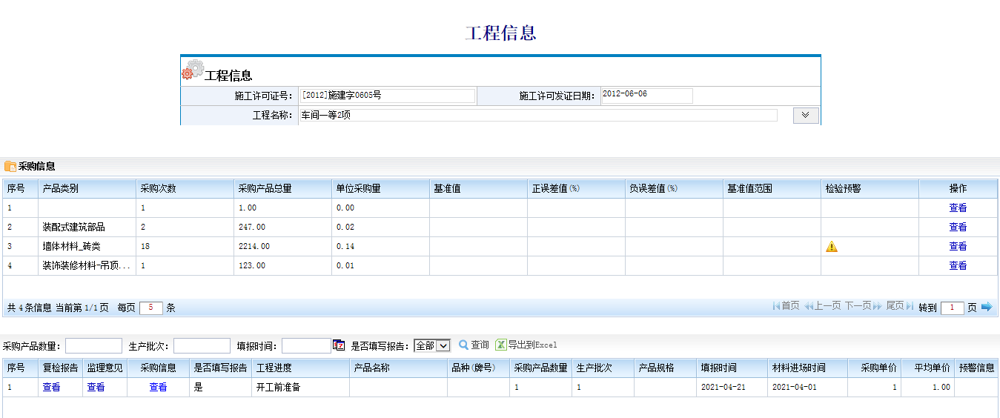 工程信息
工程信息
施工许可证号： [2012]施建字0605号 施工许可发证日期： 2012-06-06
工程名称： 车间一等2项
采购信息
序号 产品类别 采购次数 采购产品总量 单位采购量 基准值 正误差值(%) 负误差值(%) 基准值范围 检验预警 操作
1 1 1.00 0.00 查看
2 装配式建筑部品 2 247.00 0.02 查看
3 墙体材料_砖类 18 2214.00 0.14 查看
4 装饰装修材料-吊顶... 1 123.00 0.01 查看
共 4 条信息 当前第 1/1 页 每页 5 条 首页 上一页 下一页 尾页 转到 1 页
采购产品数量： 生产批次： 填报时间： 是否填写报告： 全部 查询 导出到Excel
序号 复检报告 监理意见 采购信息 是否填写报告 工程进度 产品名称 品种(牌号) 采购产品数量 生产批次 产品规格 填报时间 材料进场时间 采购单价 平均单价 预警信息
1 查看 查看 查看 是 开工前准备 1 1 2021-04-21 2021-04-01 1 1.00